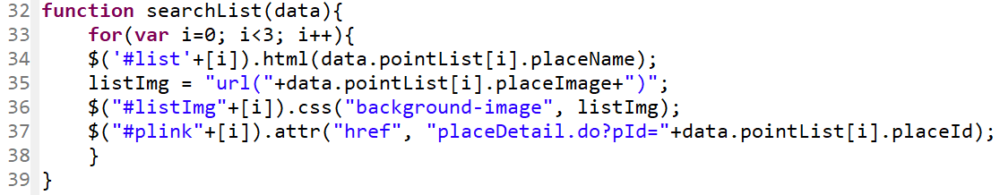 32 function searchList(data){
33     for(var i=0; i<3; i++){
34     $('#list'+[i]).html(data.pointList[i].placeName);
35     listImg = "url("+data.pointList[i].placeImage+")";
36     $("#listImg"+[i]).css("background-image", listImg);
37     $("#plink"+[i]).attr("href", "placeDetail.do?pId="+data.pointList[i].placeId);
38     }
39 }